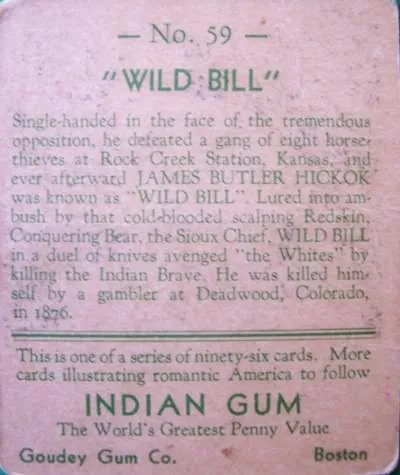 — No. 59 —
"WILD BILL"
Single-handed in the face of the tremendous
opposition, he defeated a gang of eight horse-
thieves at Rock Creek Station, Kansas, and
ever afterward JAMES BUTLER HICKOK
was known as "WILD BILL". Lured into am-
bush by that cold-blooded scalping Redskin,
Conquering Bear, the Sioux Chief, WILD BILL
in a duel of knives avenged "the Whites" by
killing the Indian Brave. He was killed him-
self by a gambler at Deadwood, Colorado,
in 1876.
This is one of a series of ninety-six cards. More
cards illustrating romantic America to follow
INDIAN GUM
The World's Greatest Penny Value
Goudey Gum Co. Boston